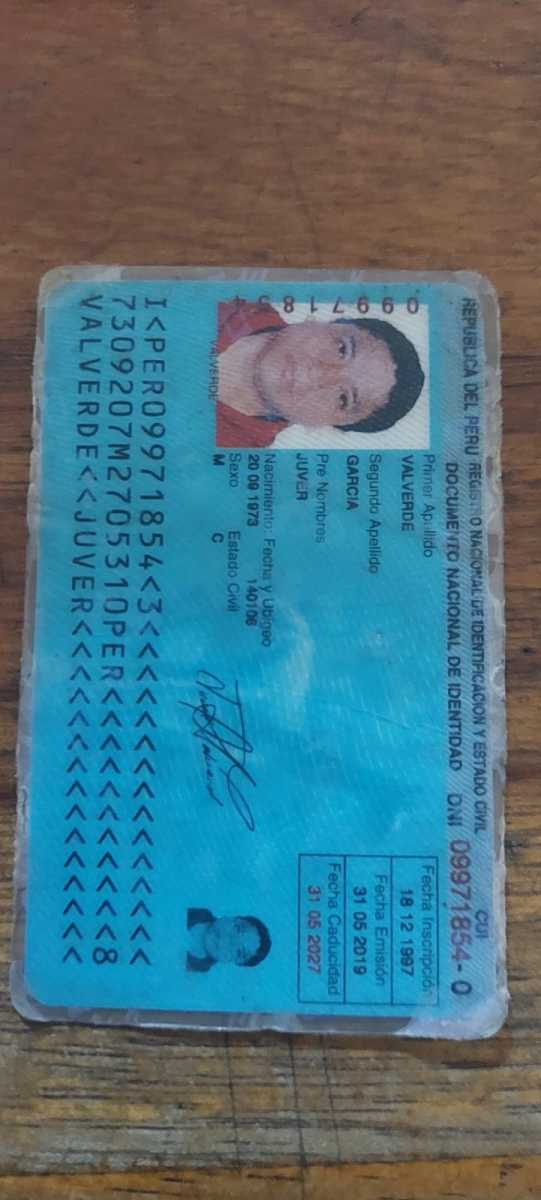 REPUBLICA DEL PERU REGISTRO NACIONAL DE IDENTIFICACION Y ESTADO CIVIL
CUI
DOCUMENTO NACIONAL DE IDENTIDAD DNI 09971854 - 0
Primer Apellido
VALVERDE
Segundo Apellido
GARCIA
Pre Nombres
JUVER
Nacimiento: Fecha y Ubigeo
20 09 1973 140106
Sexo Estado Civil
M C
Fecha Inscripción
18 12 1997
Fecha Emisión
31 05 2019
Fecha Caducidad
31 05 2027
09971854
VALVERDE
I<PER09971854<3<<<<<<<<<<<<<<<
7309207M2705310PER<<<<<<<<<<<8
VALVERDE<<JUVER<<<<<<<<<<<<<<<